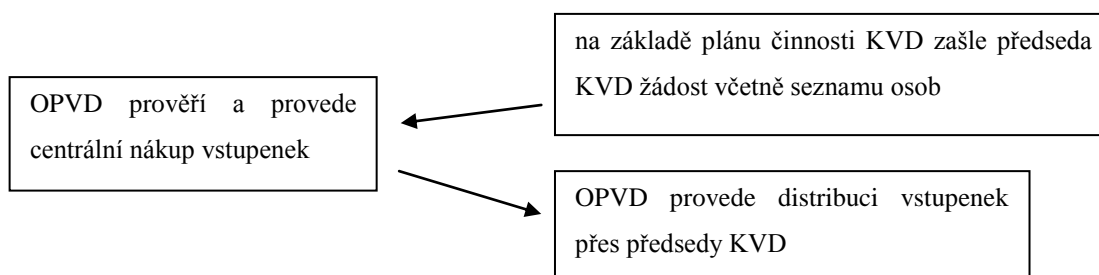 na základě plánu činnosti KVD zašle předseda
KVD žádost včetně seznamu osob
OPVD prověří a provede
centrální nákup vstupenek
OPVD provede distribuci vstupenek
přes předsedy KVD